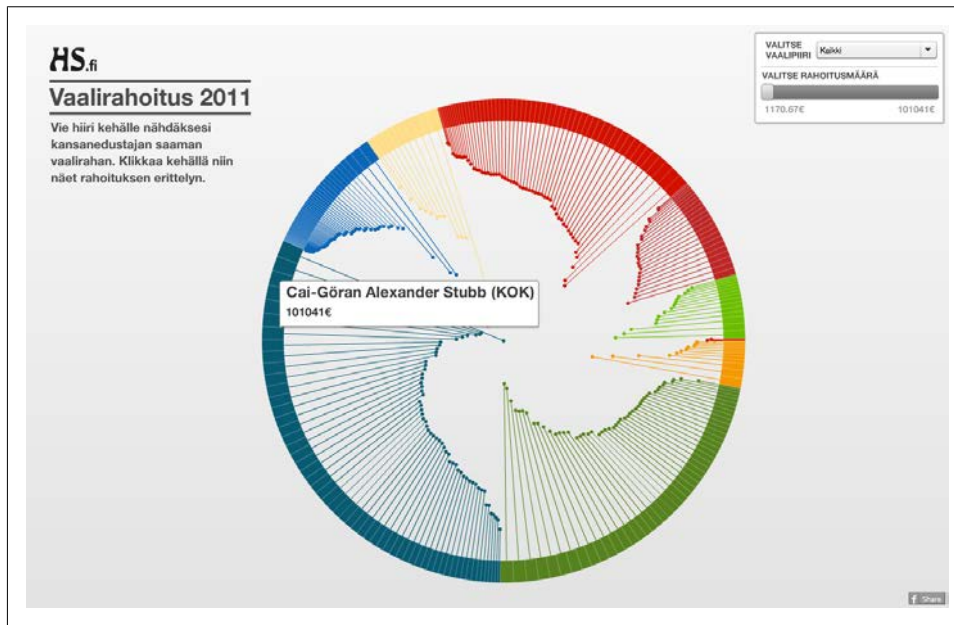 HS.fi
Vaalirahoitus 2011
Vie hiiri kehälle nähdäksesi
kansanedustajan saaman
vaalirahan. Klikkaa kehällä niin
näet rahoituksen erittelyn.
VALITSE
VAALIPIIRI Kaikki
VALITSE RAHOITUSMÄÄRÄ
1170.67€ 101041€
Cai-Göran Alexander Stubb (KOK)
101041€
f Share